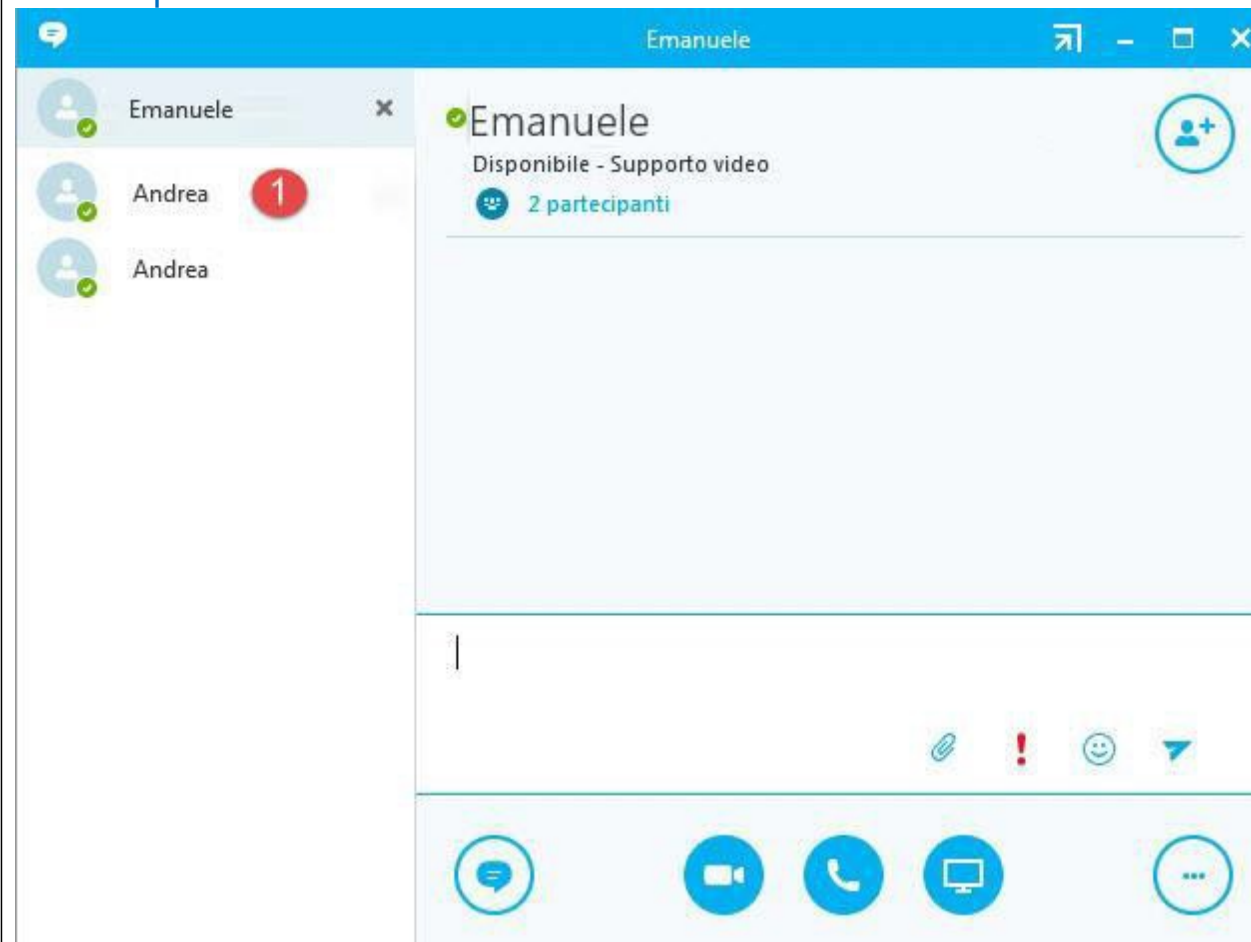 Emanuele
Emanuele
Andrea 1
Andrea
Emanuele
Disponibile - Supporto video
2 partecipanti